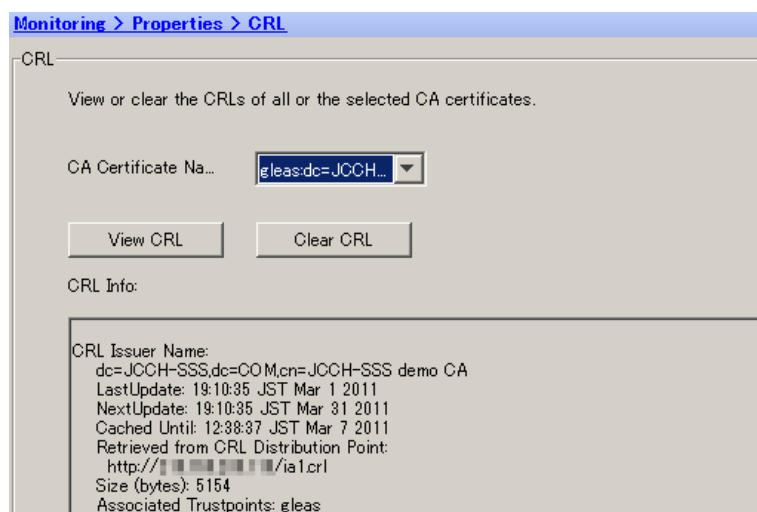 Monitoring > Properties > CRL
CRL
View or clear the CRLs of all or the selected CA certificates.
CA Certificate Na...
gleas:dc=JCCH...
View CRL
Clear CRL
CRL Info:
CRL Issuer Name:
dc=JCCH-SSS,dc=COM,cn=JCCH-SSS demo CA
LastUpdate: 19:10:35 JST Mar 1 2011
NextUpdate: 19:10:35 JST Mar 31 2011
Cached Until: 12:38:37 JST Mar 7 2011
Retrieved from CRL Distribution Point:
http:// /ia1.crl
Size (bytes): 5154
Associated Trustpoints: gleas